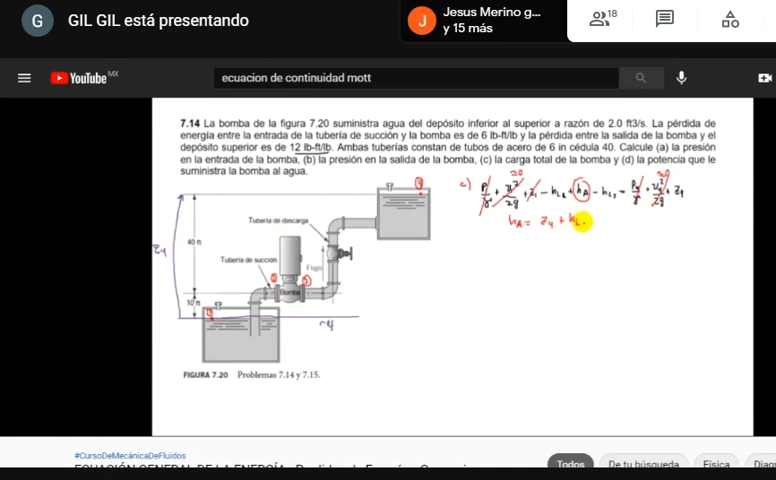 G GIL GIL está presentando
J Jesus Merino g...
y 15 más
18
YouTube MX
ecuacion de continuidad mott
7.14 La bomba de la figura 7.20 suministra agua del depósito inferior al superior a razón de 2.0 ft3/s. La pérdida de
energía entre la entrada de la tubería de succión y la bomba es de 6 lb-ft/lb y la pérdida entre la salida de la bomba y el
depósito superior es de 12 lb-ft/lb. Ambas tuberías constan de tubos de acero de 6 in cédula 40. Calcule (a) la presión
en la entrada de la bomba, (b) la presión en la salida de la bomba, (c) la carga total de la bomba y (d) la potencia que le
suministra la bomba al agua.
Tubería de descarga
40 ft
Tubería de succión
Flujo
Bomba
10 ft
hA = z4 + hL
FIGURA 7.20 Problemas 7.14 y 7.15.
#CursoDeMecánicaDeFluidos
Todos
De tu búsqueda
Física